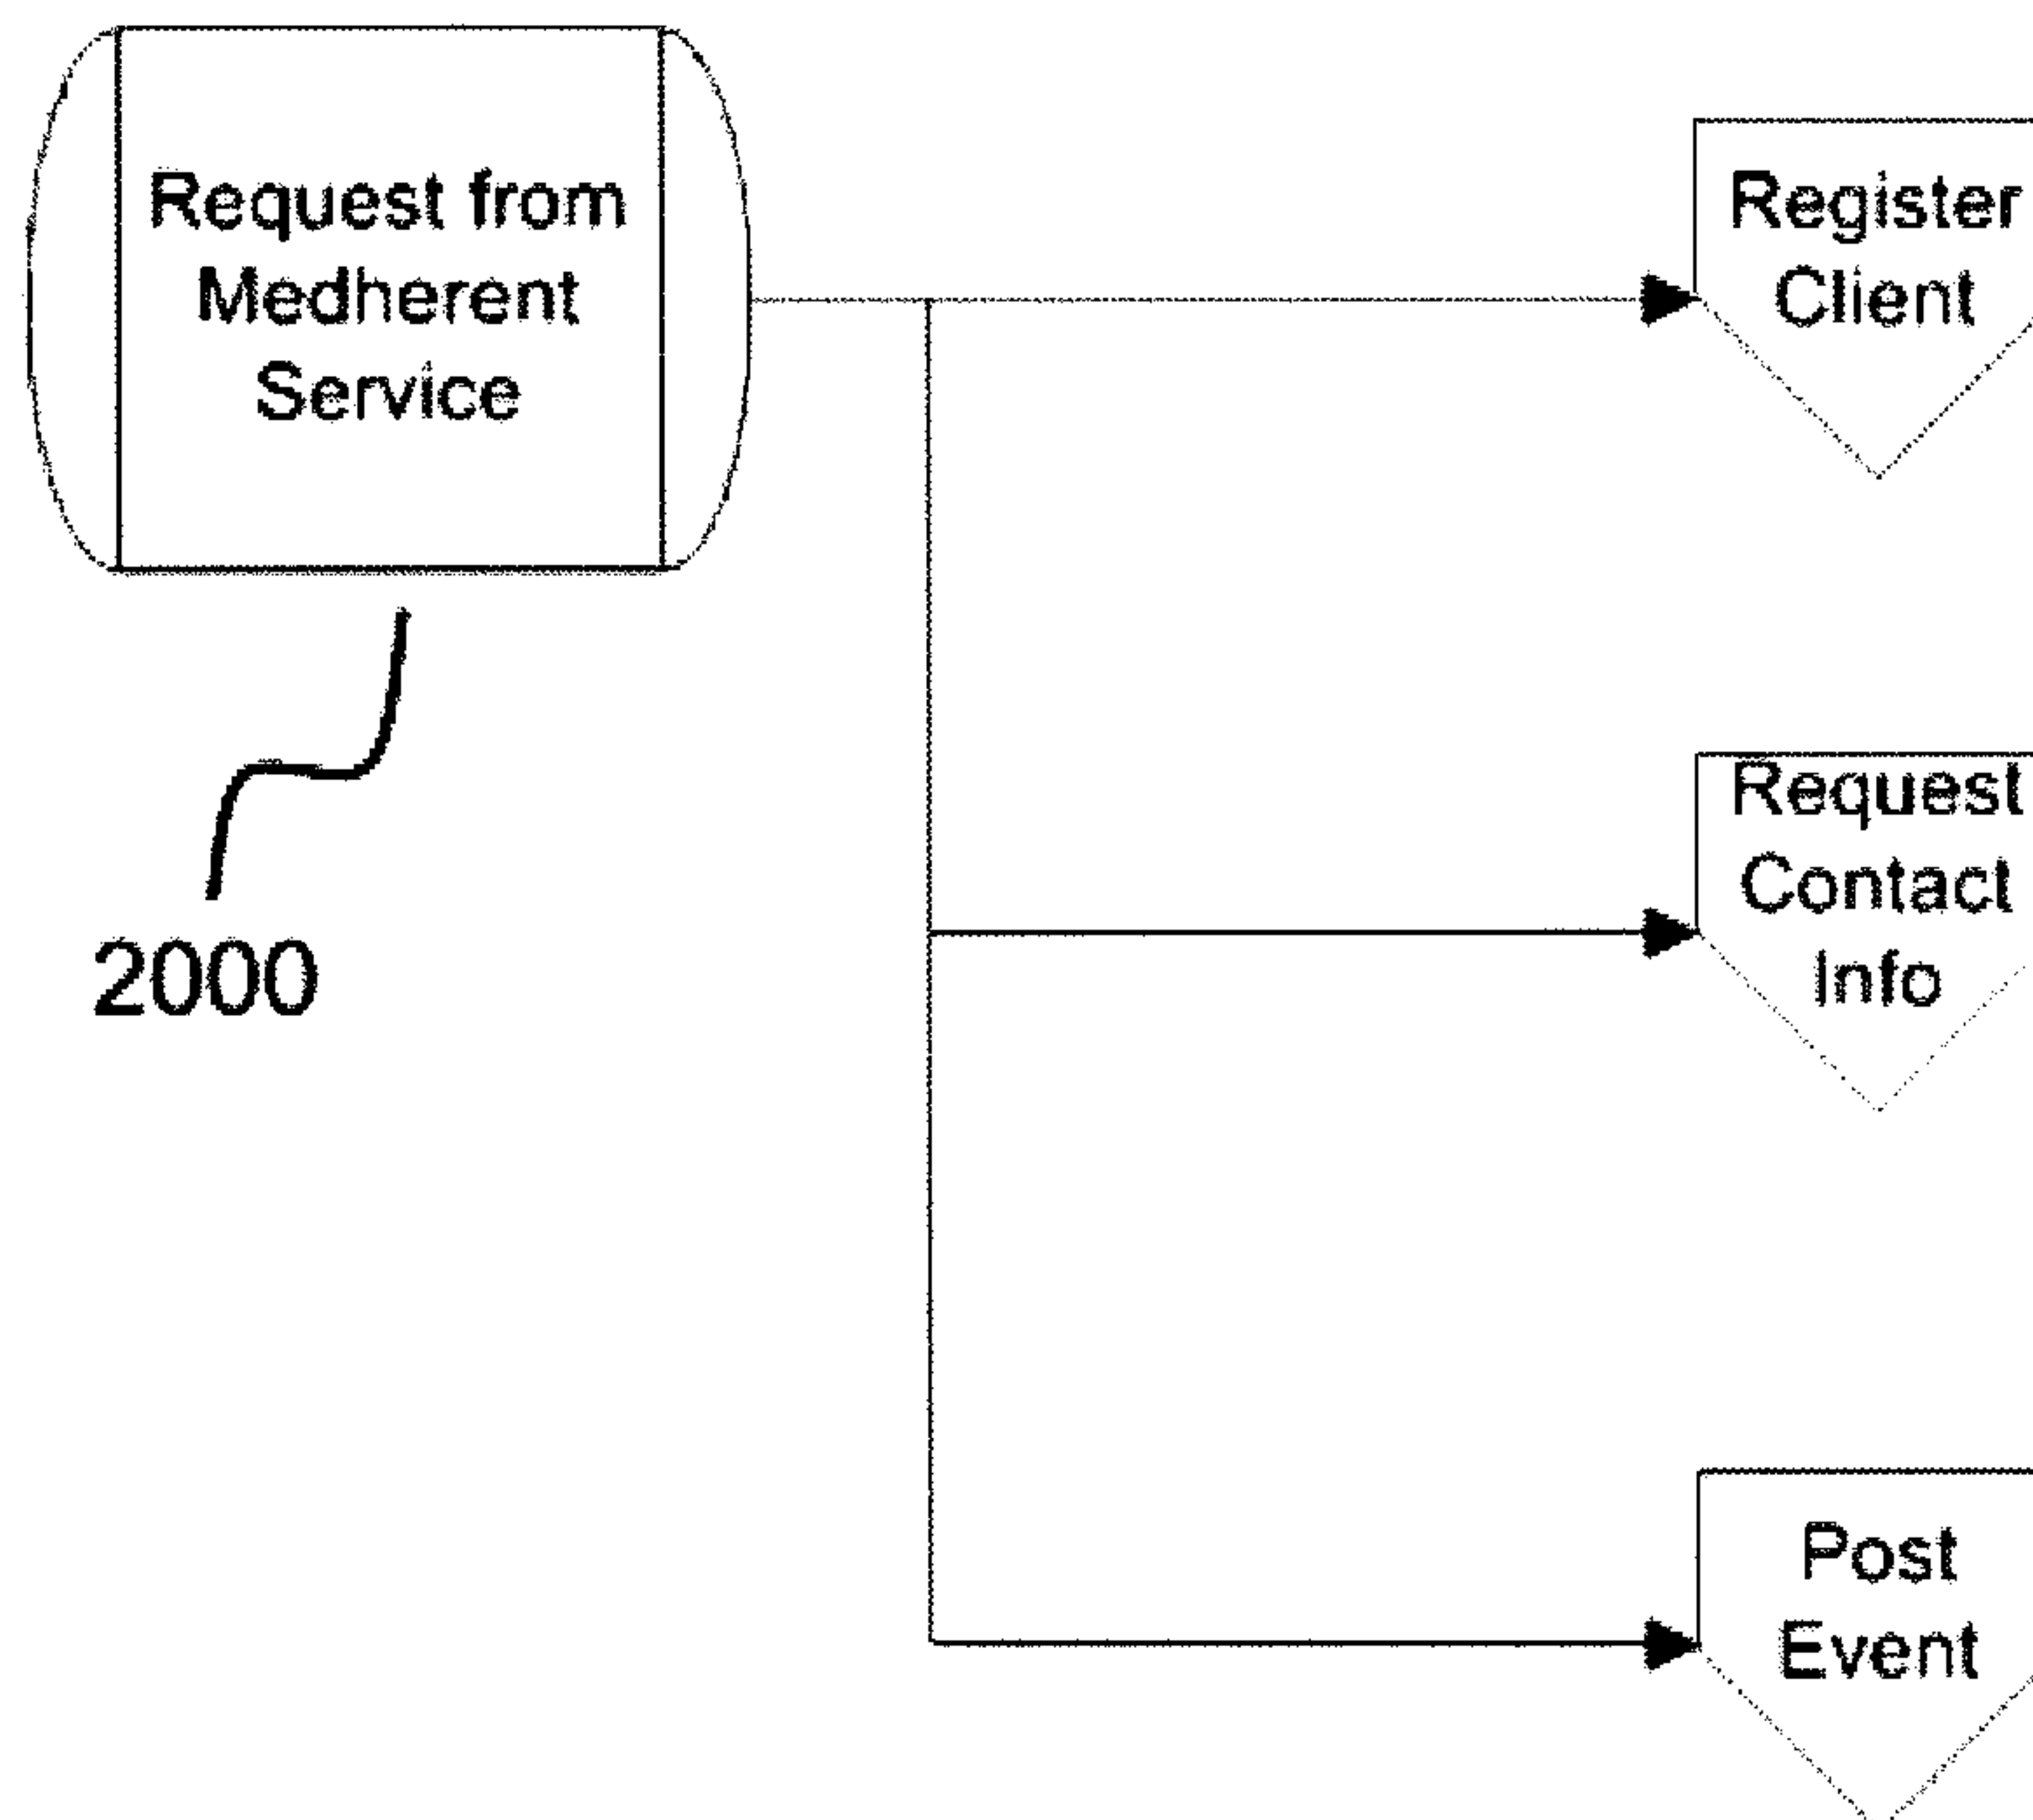 Request from
Medherent
Service
2000
Register
Client
Request
Contact
Info
Post
Event